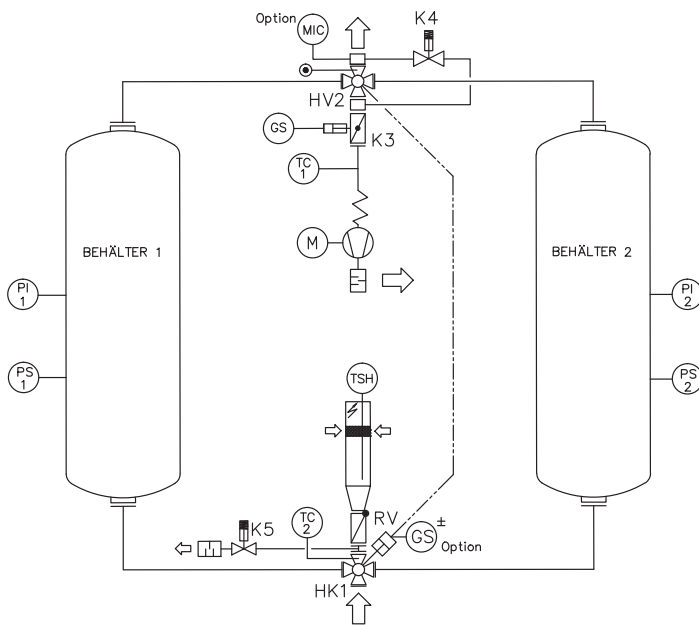 Option
MIC
K4
HV2
GS
K3
TC
1
M
BEHÄLTER 1
BEHÄLTER 2
PI
1
PI
2
PS
1
PS
2
TSH
TC
2
RV
K5
GS
±
Option
HK1